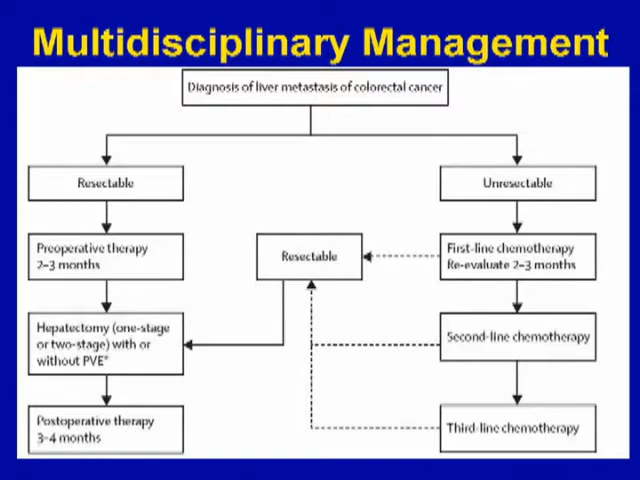 Multidisciplinary Management
Diagnosis of liver metastasis of colorectal cancer
Resectable
Unresectable
Preoperative therapy
2–3 months
Resectable
First-line chemotherapy
Re-evaluate 2–3 months
Hepatectomy (one-stage
or two-stage) with or
without PVE*
Second-line chemotherapy
Postoperative therapy
3–4 months
Third-line chemotherapy